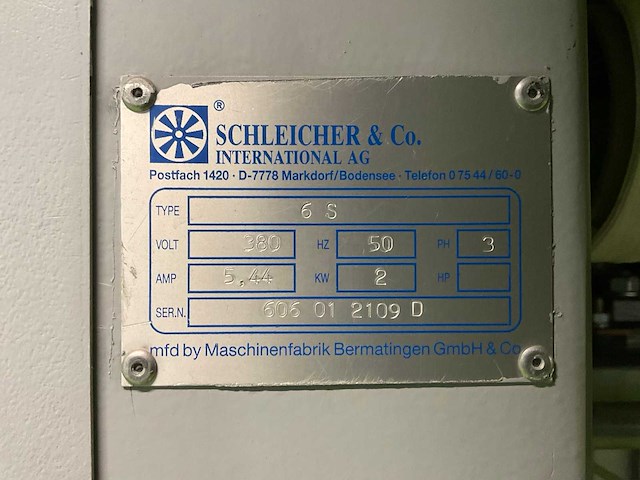 ®
SCHLEICHER & Co.
INTERNATIONAL AG
Postfach 1420 · D-7778 Markdorf/Bodensee · Telefon 0 75 44 / 60-0
TYPE 6 S
VOLT 380 HZ 50 PH 3
AMP 5,44 KW 2 HP
SER.N. 606 01 2109 D
mfd by Maschinenfabrik Bermatingen GmbH & Co